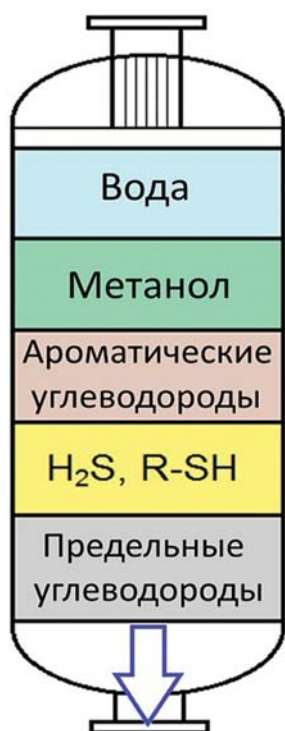 Вода
Метанол
Ароматические
углеводороды
H₂S, R-SH
Предельные
углеводороды